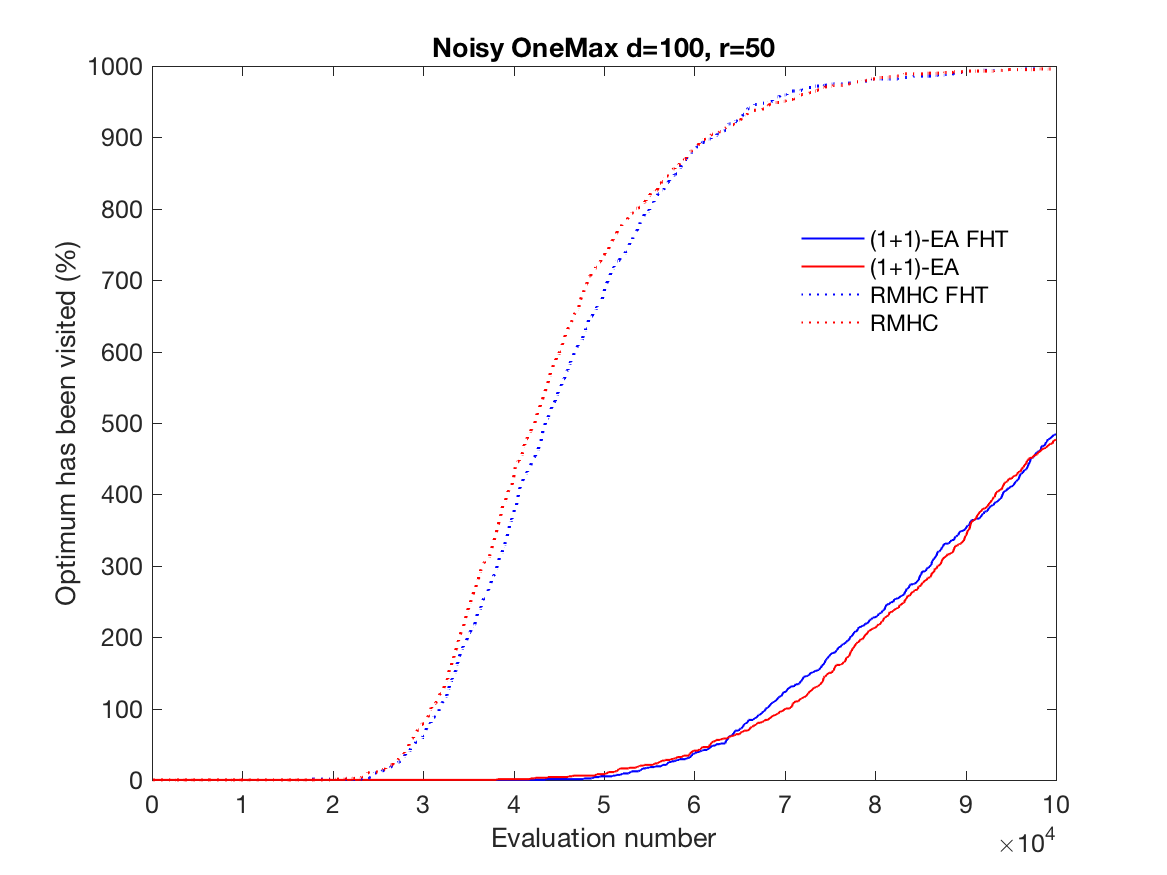 Noisy OneMax d=100, r=50
1000
900
800
700
600
500
400
300
200
100
0
Optimum has been visited (%)
(1+1)-EA FHT
(1+1)-EA
RMHC FHT
RMHC
0 1 2 3 4 5 6 7 8 9 10
Evaluation number
×10⁴